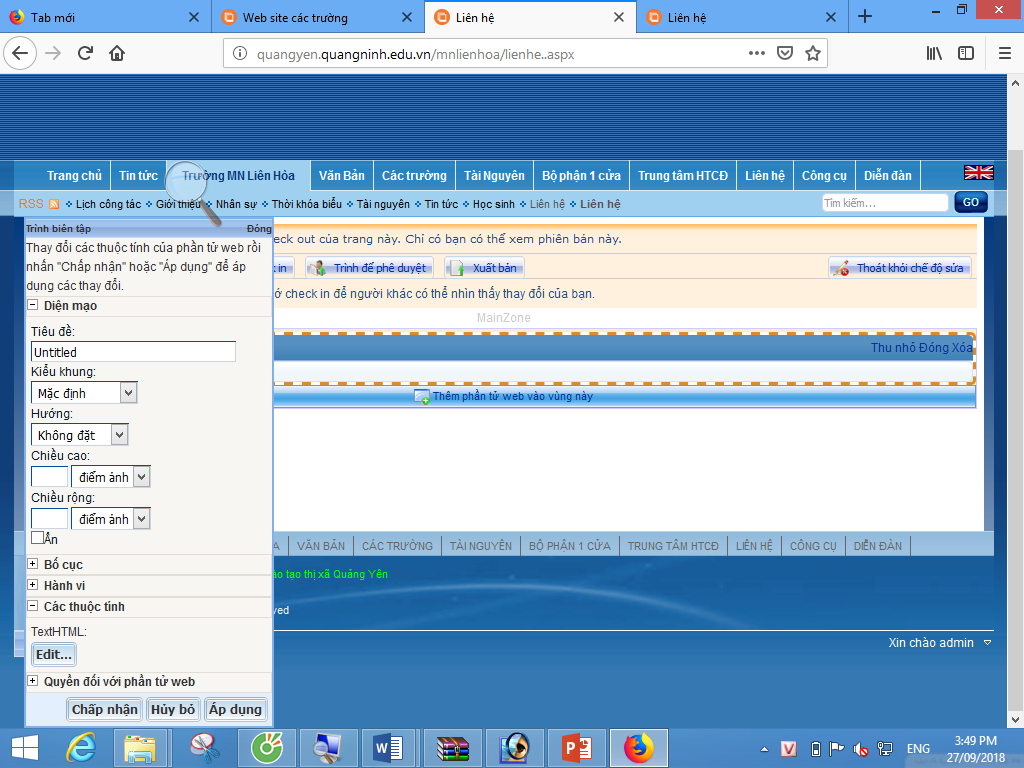 Tab mới
Web site các trường
Liên hệ
Liên hệ
quangyen.quangninh.edu.vn/mnlienhoa/lienhe..aspx
Trang chủ Tin tức Trường MN Liên Hòa Văn Bản Các trường Tài Nguyên Bộ phận 1 cửa Trung tâm HTCĐ Liên hệ Công cụ Diễn đàn
RSS Lịch công tác Giới thiệu Nhân sự Thời khóa biểu Tài nguyên Tin tức Học sinh Liên hệ Liên hệ Tìm kiếm... GO
Trình biên tập Đóng
Thay đổi các thuộc tính của phần tử web rồi
nhấn "Chấp nhận" hoặc "Áp dụng" để áp
dụng các thay đổi.
Diện mạo
Tiêu đề:
Untitled
Kiểu khung:
Mặc định
Hướng:
Không đặt
Chiều cao:
điểm ảnh
Chiều rộng:
điểm ảnh
Ẩn
Bố cục
Hành vi
Các thuộc tính
TextHTML:
Edit...
Quyền đối với phần tử web
Chấp nhận Hủy bỏ Áp dụng
eck out của trang này. Chỉ có bạn có thể xem phiên bản này.
in Trình để phê duyệt Xuất bản Thoát khỏi chế độ sửa
ớ check in để người khác có thể nhìn thấy thay đổi của bạn.
MainZone
Thu nhỏ Đóng Xóa
Thêm phần tử web vào vùng này
A VĂN BẢN CÁC TRƯỜNG TÀI NGUYÊN BỘ PHẬN 1 CỬA TRUNG TÂM HTCĐ LIÊN HỆ CÔNG CỤ DIỄN ĐÀN
ào tạo thị xã Quảng Yên
ved
Xin chào admin
ENG
3:49 PM
27/09/2018